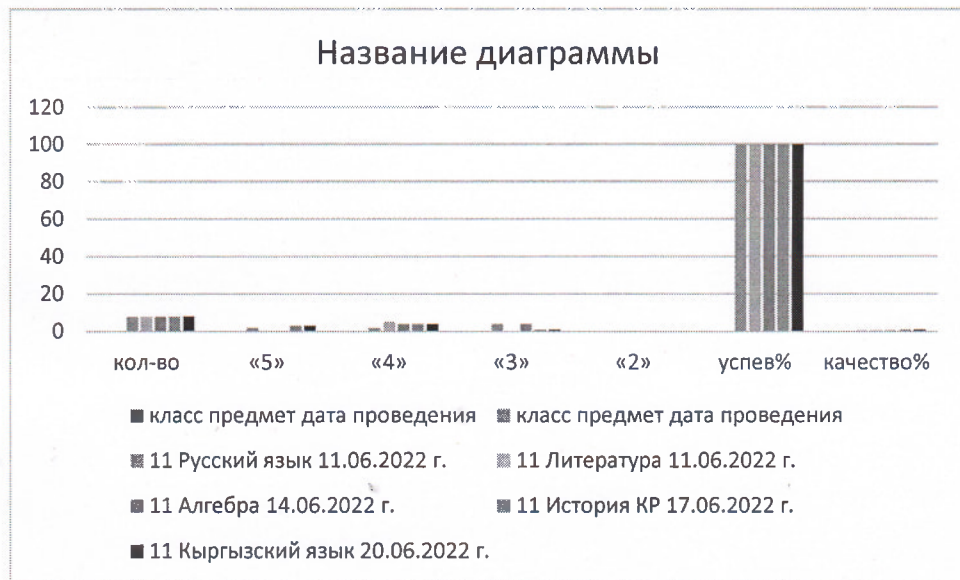 Название диаграммы
120
100
80
60
40
20
0
кол-во «5» «4» «3» «2» успев% качество%
класс предмет дата проведения класс предмет дата проведения
11 Русский язык 11.06.2022 г. 11 Литература 11.06.2022 г.
11 Алгебра 14.06.2022 г. 11 История КР 17.06.2022 г.
11 Кыргызский язык 20.06.2022 г.